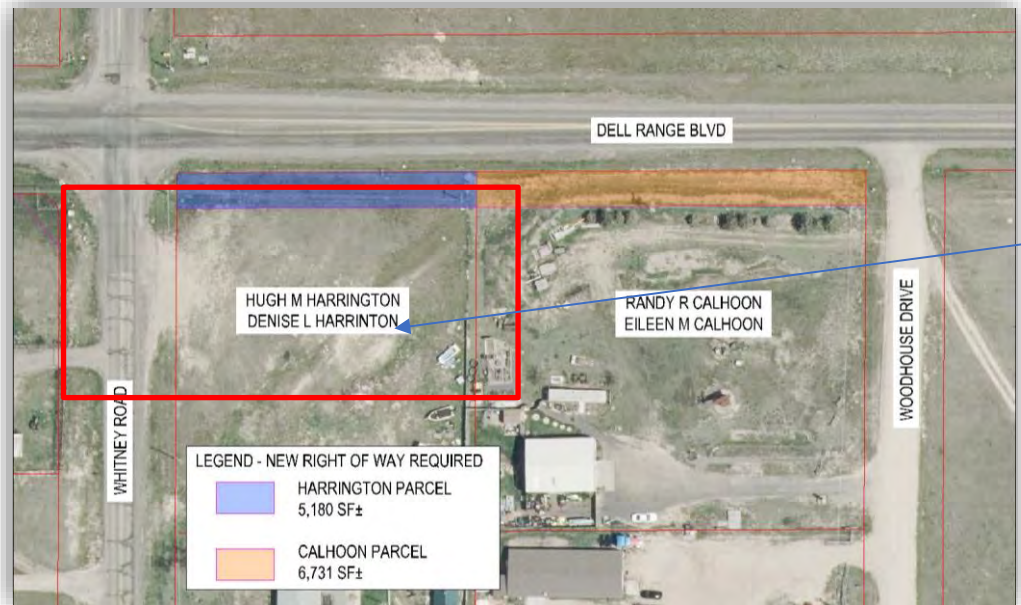 DELL RANGE BLVD
HUGH M HARRINGTON
DENISE L HARRINTON
RANDY R CALHOON
EILEEN M CALHOON
WHITNEY ROAD
WOODHOUSE DRIVE
LEGEND - NEW RIGHT OF WAY REQUIRED
HARRINGTON PARCEL
5,180 SF±
CALHOON PARCEL
6,731 SF±